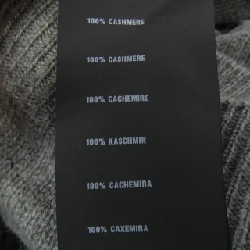 100% CASHMERE
100% CASHMERE
100% CACHEMIRE
100% KASCHMIR
100% CACHEMIRA
100% CAXEMIRA